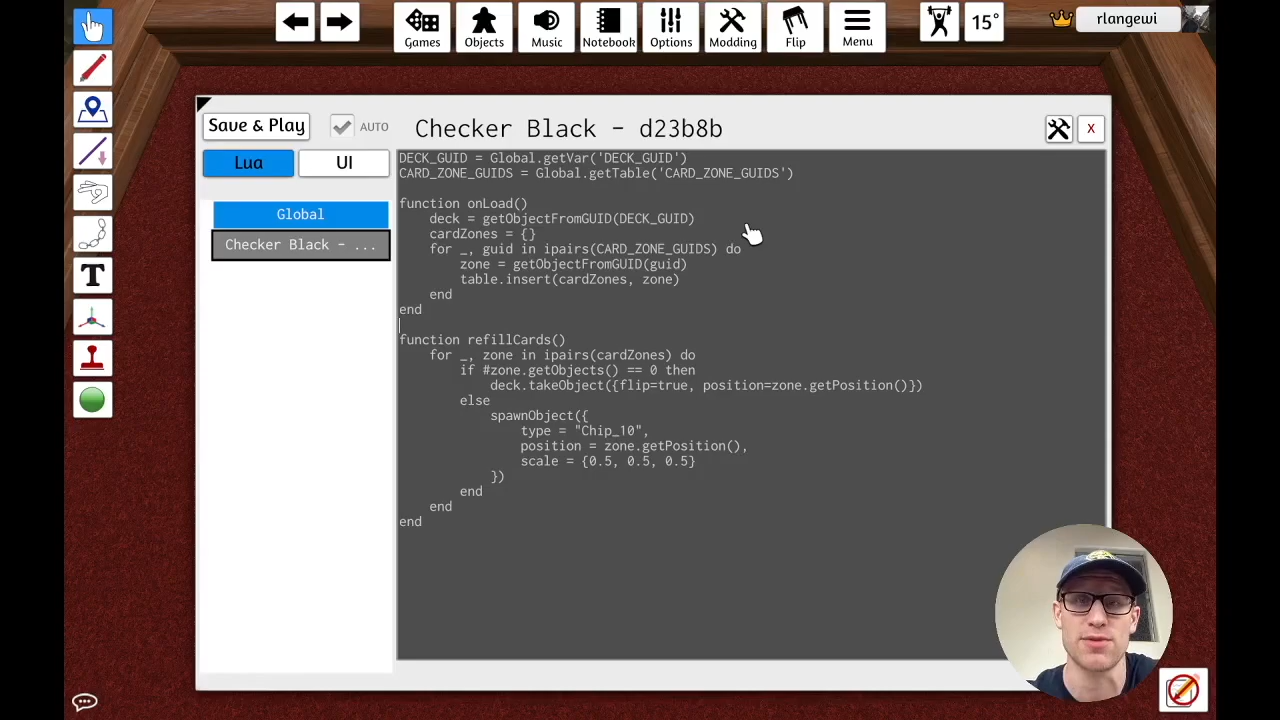 Games
Objects
Music
Notebook
Options
Modding
Flip
Menu
15°
rlangewi
Save & Play
AUTO
Checker Black - d23b8b
X
Lua
UI
Global
Checker Black - ...
DECK_GUID = Global.getVar('DECK_GUID')
CARD_ZONE_GUIDS = Global.getTable('CARD_ZONE_GUIDS')
function onLoad()
    deck = getObjectFromGUID(DECK_GUID)
    cardZones = {}
    for _, guid in ipairs(CARD_ZONE_GUIDS) do
        zone = getObjectFromGUID(guid)
        table.insert(cardZones, zone)
    end
end
function refillCards()
    for _, zone in ipairs(cardZones) do
        if #zone.getObjects() == 0 then
            deck.takeObject({flip=true, position=zone.getPosition()})
        else
            spawnObject({
                type = "Chip_10",
                position = zone.getPosition(),
                scale = {0.5, 0.5, 0.5}
            })
        end
    end
end
T